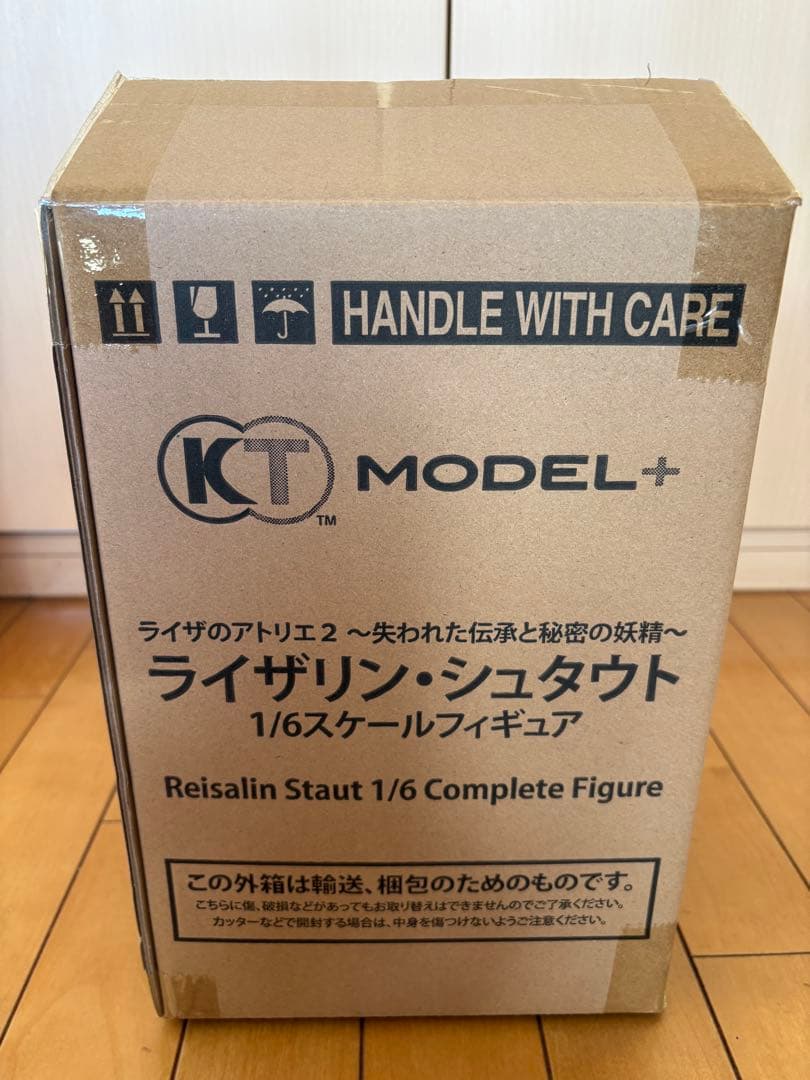 HANDLE WITH CARE
KT MODEL+
TM
ライザのアトリエ2 〜失われた伝承と秘密の妖精〜
ライザリン・シュタウト
1/6スケールフィギュア
Reisalin Staut 1/6 Complete Figure
この外箱は輸送、梱包のためのものです。
こちらに傷、破損などがあってもお取り替えはできませんのでご了承ください。
カッターなどで開封する場合は、中身を傷つけないようご注意ください。